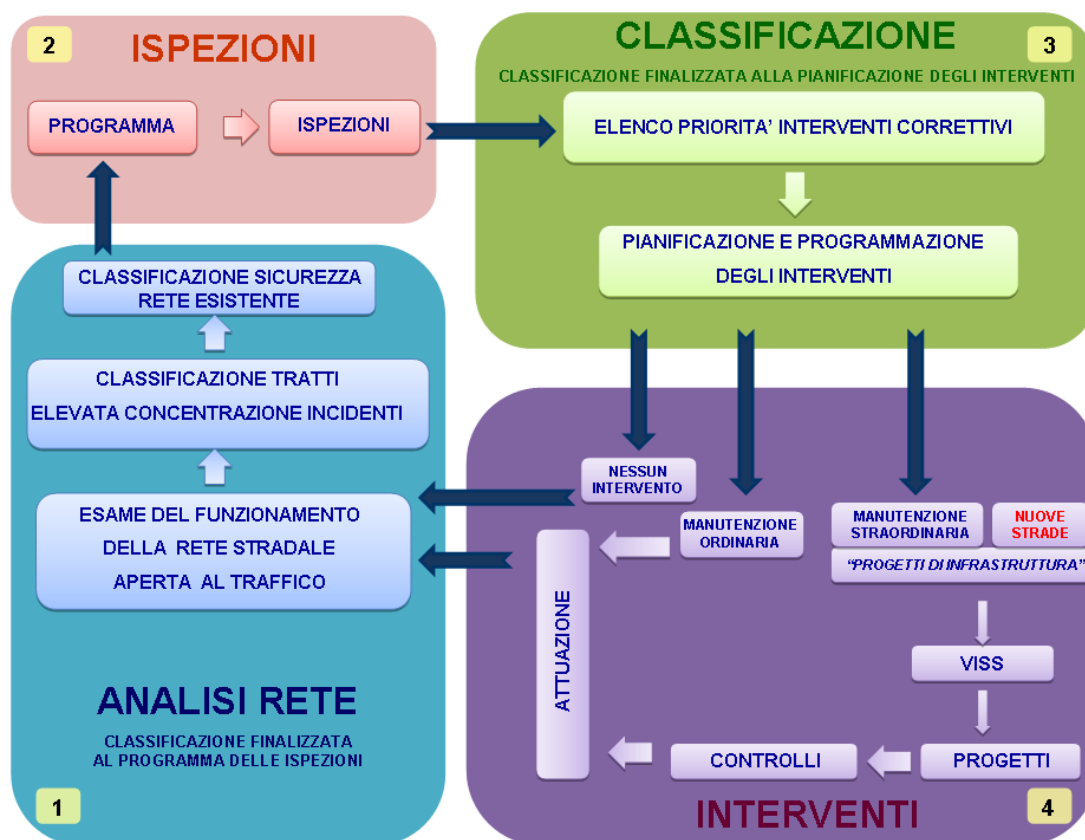 2
ISPEZIONI
PROGRAMMA
ISPEZIONI
CLASSIFICAZIONE
3
CLASSIFICAZIONE FINALIZZATA ALLA PIANIFICAZIONE DEGLI INTERVENTI
ELENCO PRIORITA’ INTERVENTI CORRETTIVI
PIANIFICAZIONE E PROGRAMMAZIONE
DEGLI INTERVENTI
CLASSIFICAZIONE SICUREZZA
RETE ESISTENTE
CLASSIFICAZIONE TRATTI
ELEVATA CONCENTRAZIONE INCIDENTI
ESAME DEL FUNZIONAMENTO
DELLA RETE STRADALE
APERTA AL TRAFFICO
ANALISI RETE
CLASSIFICAZIONE FINALIZZATA
AL PROGRAMMA DELLE ISPEZIONI
1
NESSUN
INTERVENTO
MANUTENZIONE
ORDINARIA
MANUTENZIONE
STRAORDINARIA
NUOVE
STRADE
“PROGETTI DI INFRASTRUTTURA”
VISS
PROGETTI
CONTROLLI
ATTUAZIONE
INTERVENTI
4